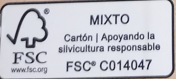 FSC
www.fsc.org
MIXTO
Cartón | Apoyando la
silvicultura responsable
FSC® C014047